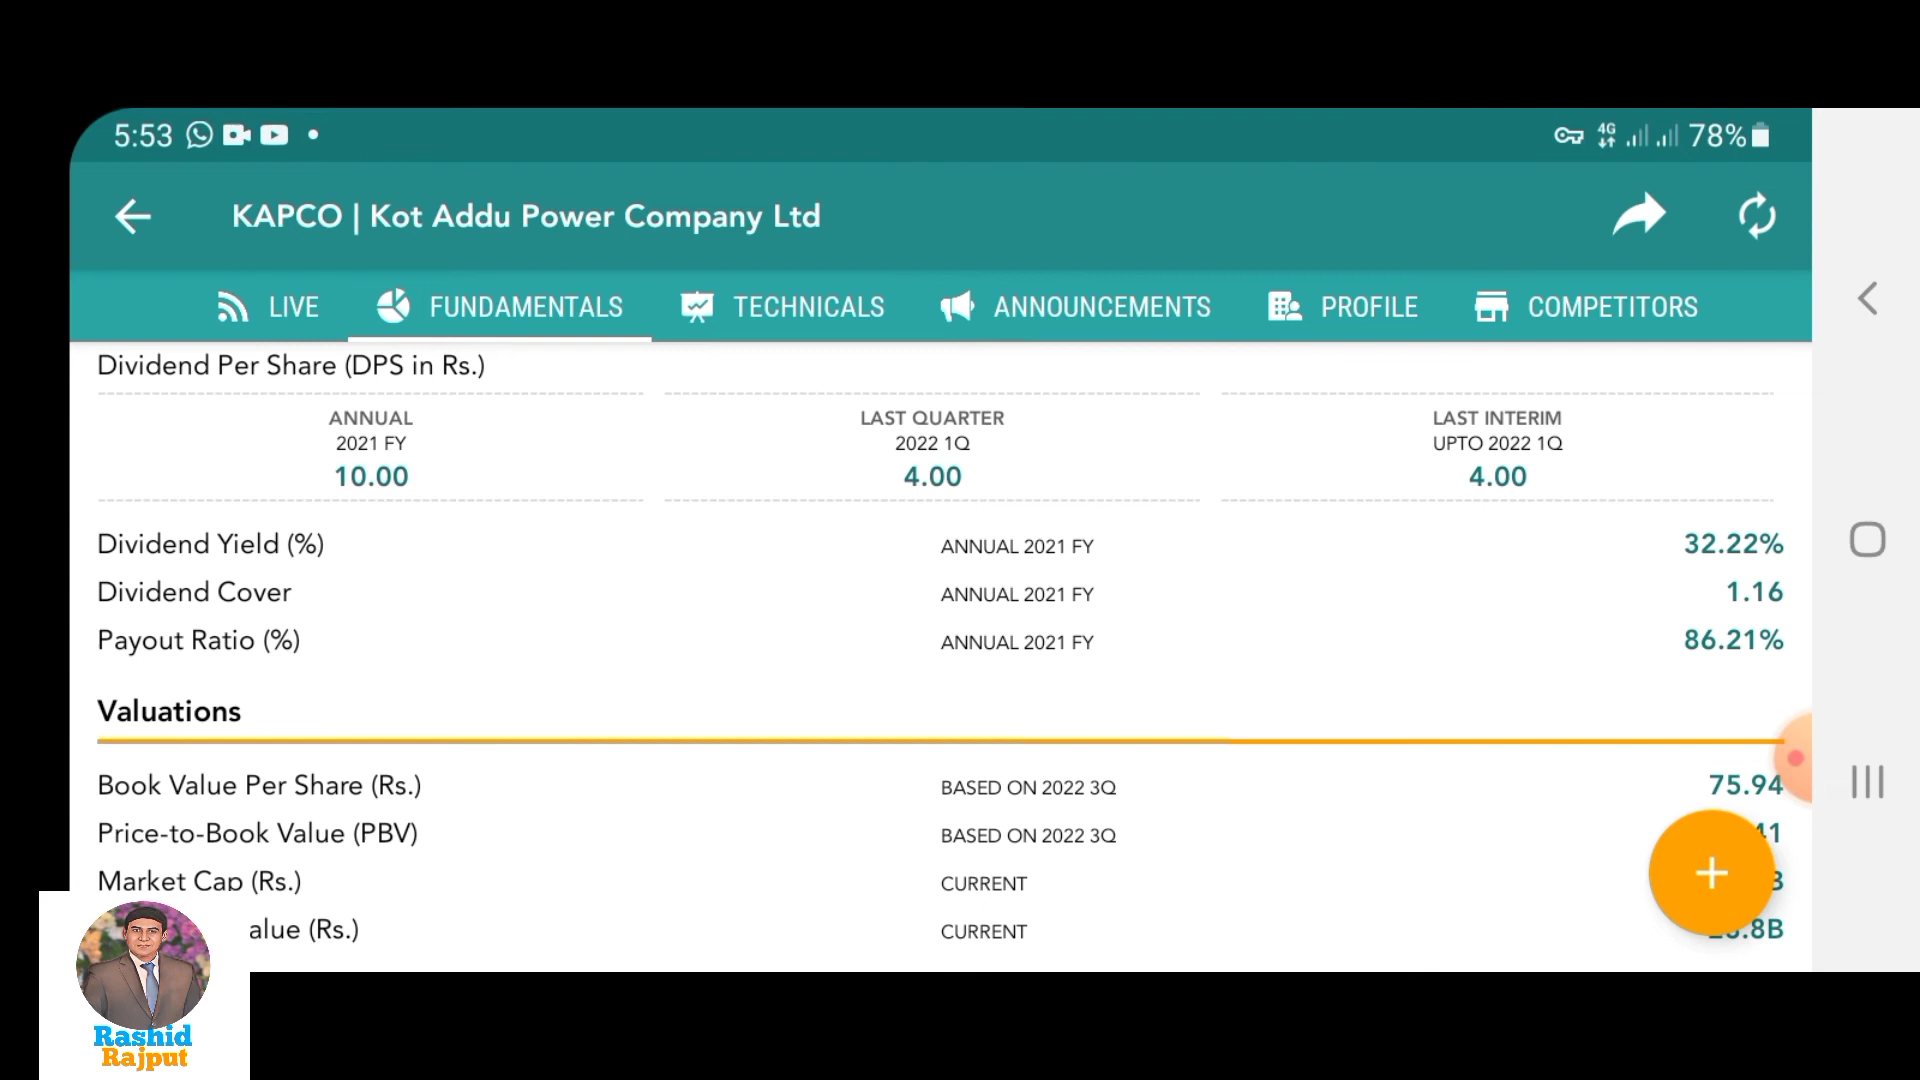 5:53 4G 78%
KAPCO | Kot Addu Power Company Ltd
LIVE FUNDAMENTALS TECHNICALS ANNOUNCEMENTS PROFILE COMPETITORS
Dividend Per Share (DPS in Rs.)
ANNUAL LAST QUARTER LAST INTERIM
2021 FY 2022 1Q UPTO 2022 1Q
10.00 4.00 4.00
Dividend Yield (%) ANNUAL 2021 FY 32.22%
Dividend Cover ANNUAL 2021 FY 1.16
Payout Ratio (%) ANNUAL 2021 FY 86.21%
Valuations
Book Value Per Share (Rs.) BASED ON 2022 3Q 75.94
Price-to-Book Value (PBV) BASED ON 2022 3Q
Market Cap (Rs.) CURRENT
(Rs.) CURRENT
Rashid
Rajput